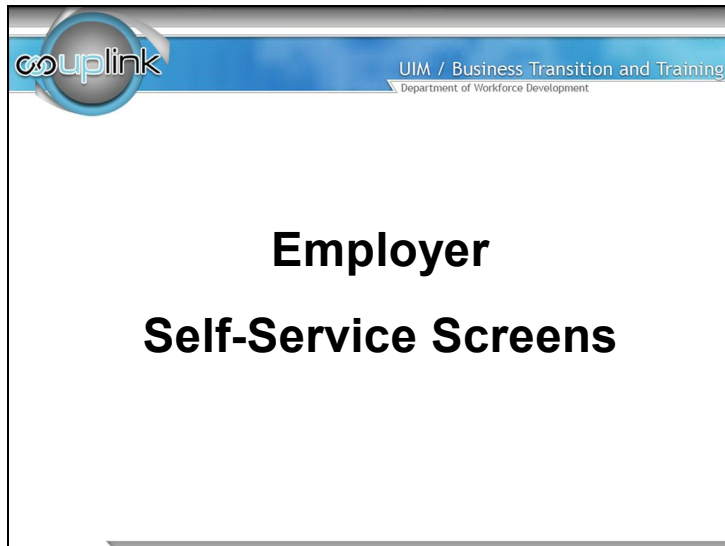 uplink
UIM / Business Transition and Training
Department of Workforce Development
Employer
Self-Service Screens